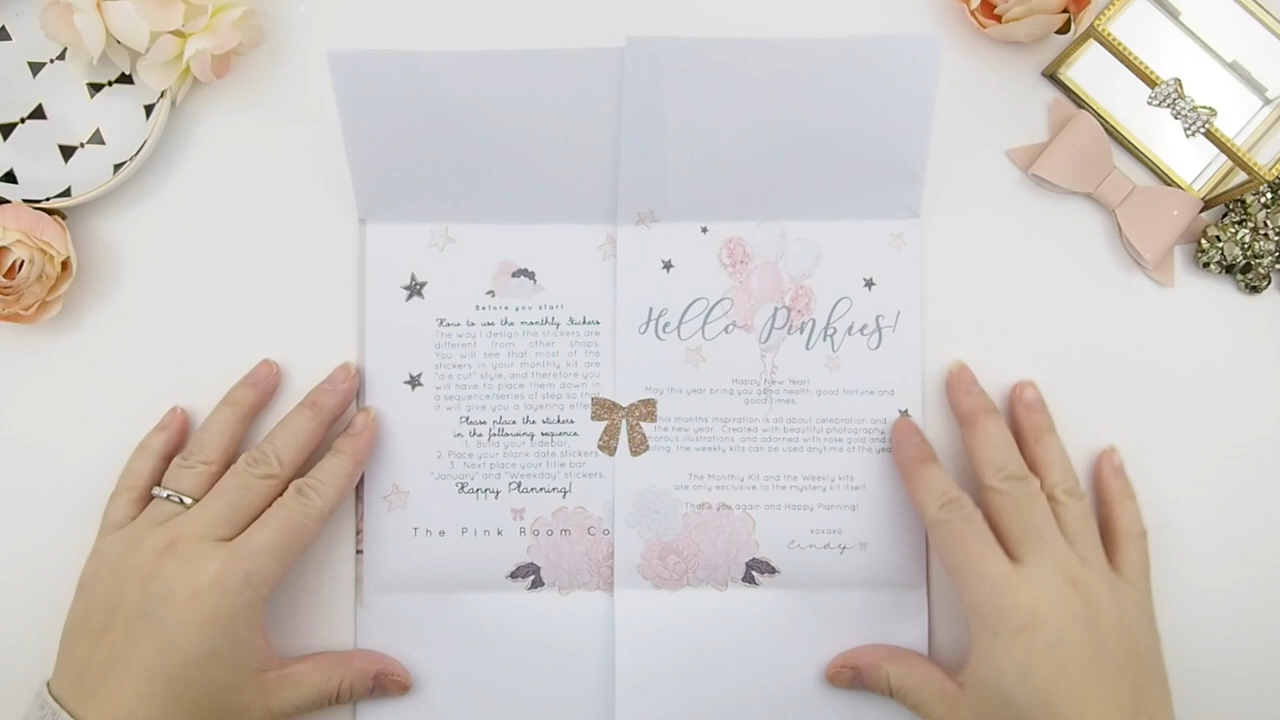 Before you start!
How to use the monthly Stickers
The way I design the stickers are
different from other shops.
You will see that most of the
stickers in your monthly kit are
"die cut" style, and therefore you
will have to place them down in
a sequence/series of step so that
it will give you a layering effect
Please place the stickers
in the following sequence
1. Build your sidebar,
2. Place your blank date stickers
3. Next place your title bar
"January" and "Weekday" stickers.
Happy Planning!
The Pink Room Co
Hello Pinkies!
Happy New Year!
May this year bring you good health, good fortune and
good times.
This months inspiration is all about celebration and
the new year. Created with beautiful photography,
illustrations and adorned with rose gold and
the weekly kits can be used anytime of the year
The Monthly Kit and the Weekly kits
are only exclusive to the mystery kit itself.
Thank you again and Happy Planning!
xoxoxo
Cindy